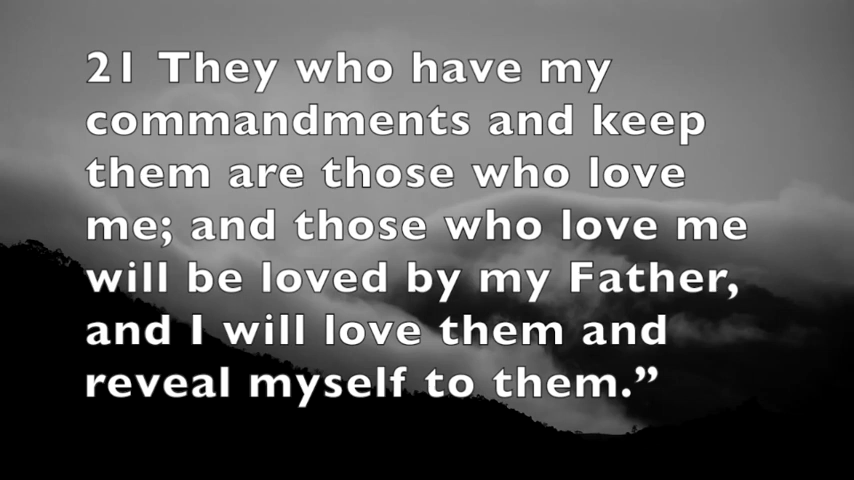 21 They who have my
commandments and keep
them are those who love
me; and those who love me
will be loved by my Father,
and I will love them and
reveal myself to them.”